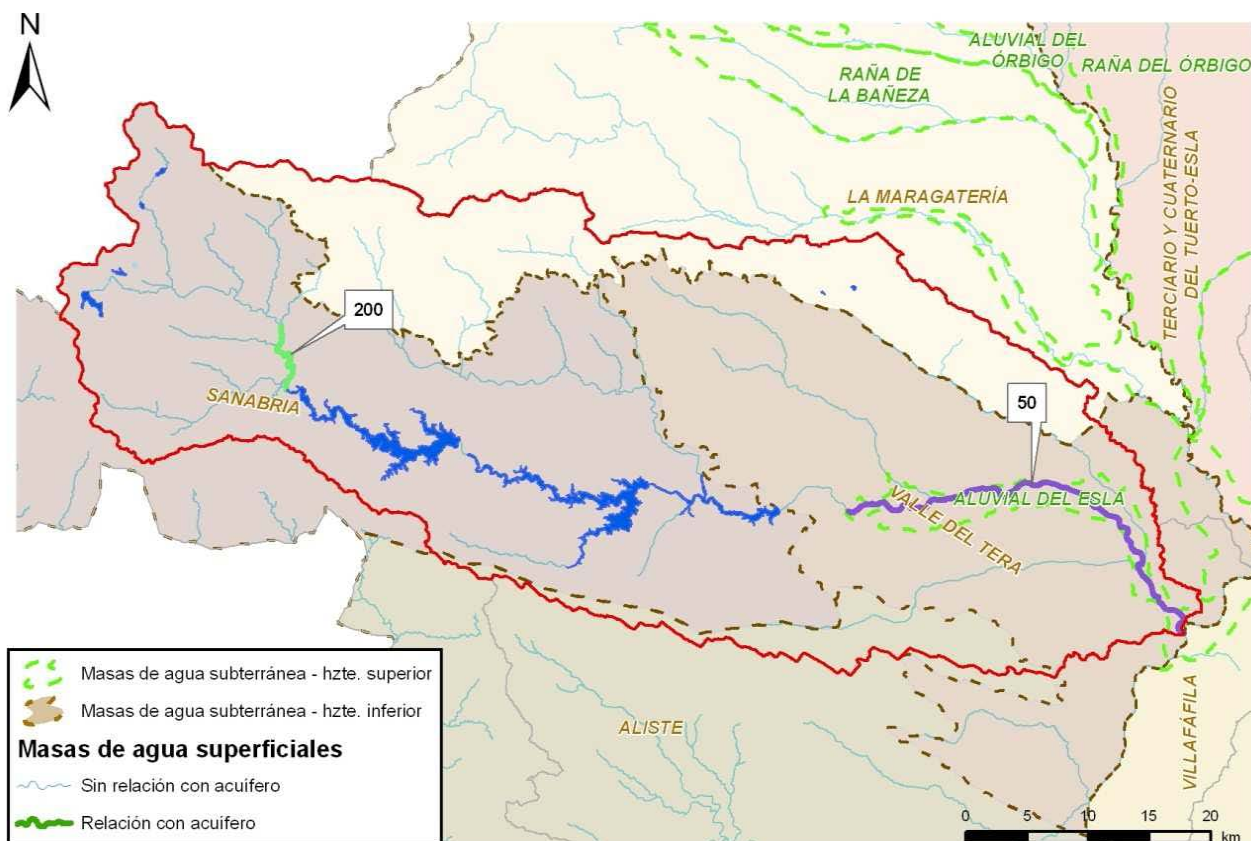 N
ALUVIAL DEL
ÓRBIGO
RAÑA DEL ÓRBIGO
RAÑA DE
LA BAÑEZA
TERCIARIO Y CUATERNARIO
DEL TUERTO-ESLA
LA MARAGATERÍA
200
SANABRIA
50
ALUVIAL DEL ESLA
VALLE DEL TERA
ALISTE
VILLAFÁFILA
Masas de agua subterránea - hzte. superior
Masas de agua subterránea - hzte. inferior
Masas de agua superficiales
Sin relación con acuífero
Relación con acuifero
0 5 10 15 20
km